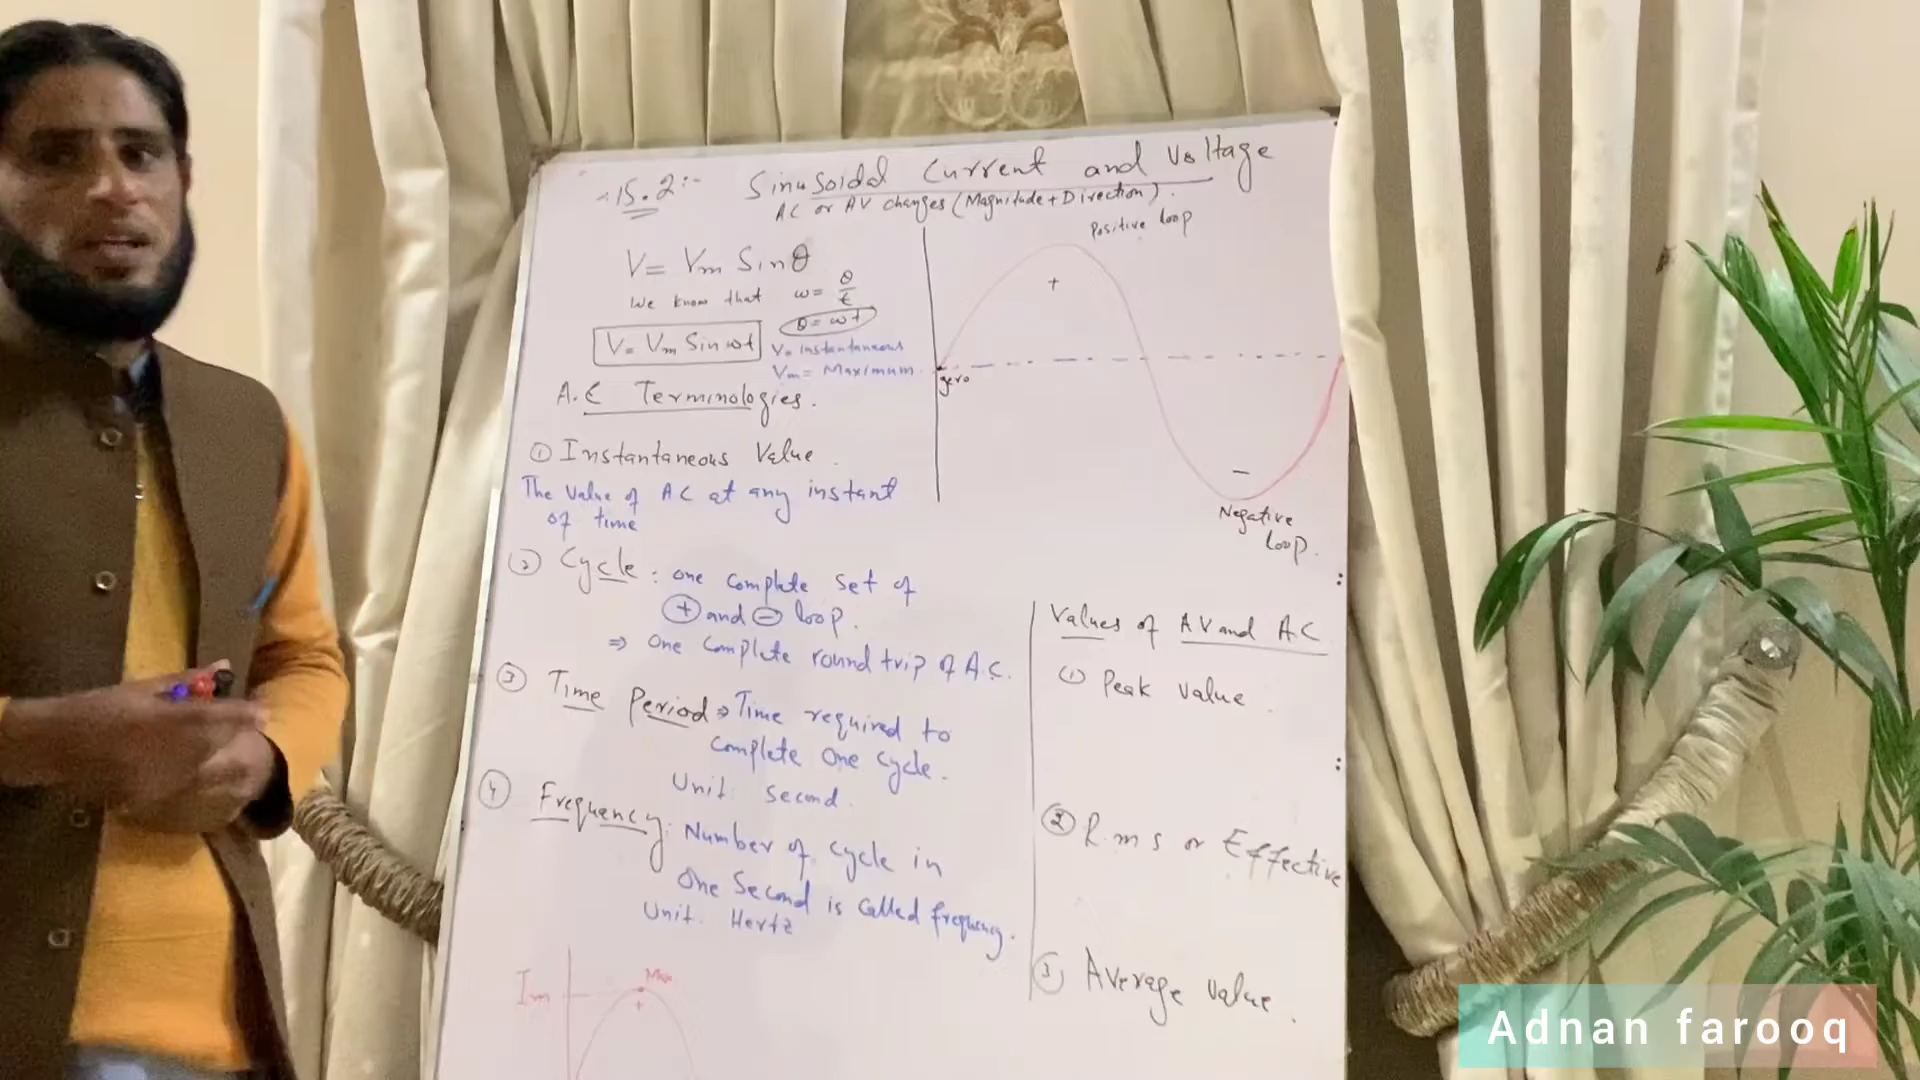 15.2:- Sinusoidal Current and Voltage
AC or AV changes (Magnitude + Direction).
V = Vm Sinθ
We know that ω = θ/t
θ = ωt
V = Vm Sin ωt
V = instantaneous
Vm = Maximum
Positive loop
+
zero
−
Negative
loop.
A.C Terminologies.
① Instantaneous Value.
The value of AC at any instant
of time
② Cycle: one complete set of
+ and − loop.
⇒ one complete round trip of A.C.
③ Time Period ⇒ Time required to
complete one cycle.
Unit: second.
④ Frequency: Number of cycle in
one second is called frequency.
Unit: Hertz
Im
Max
+
Values of AV and A.C
① Peak value.
② R.m s or Effective
③ Average value.
Adnan farooq